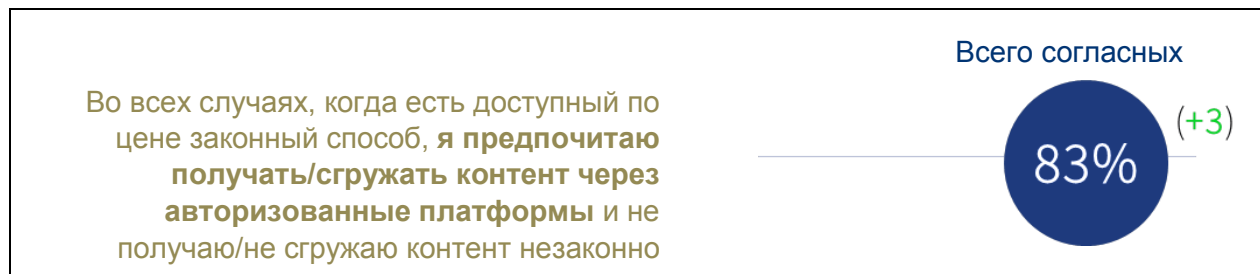 Всего согласных
Во всех случаях, когда есть доступный по
цене законный способ, я предпочитаю
получать/сгружать контент через
авторизованные платформы и не
получаю/не сгружаю контент незаконно
83%
(+3)